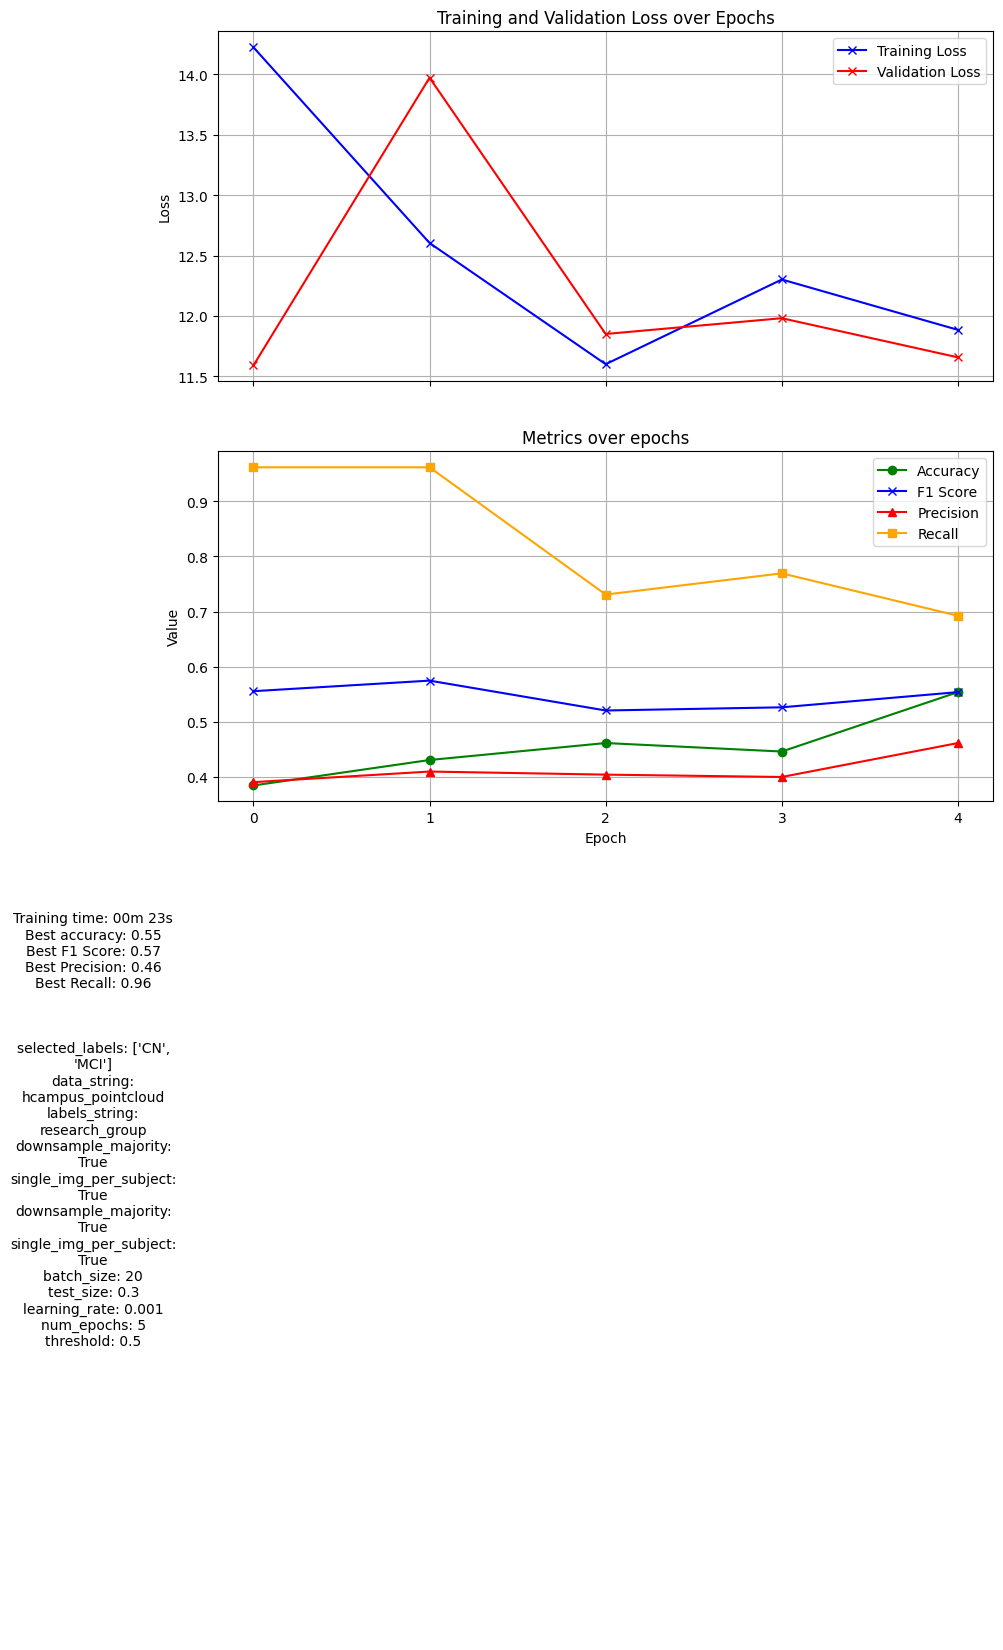 Training and Validation Loss over Epochs
Training Loss
Validation Loss
14.0
13.5
13.0
12.5
12.0
11.5
Loss
Metrics over epochs
Accuracy
F1 Score
Precision
Recall
0.9
0.8
0.7
0.6
0.5
0.4
Value
0 1 2 3 4
Epoch
Training time: 00m 23s
Best accuracy: 0.55
Best F1 Score: 0.57
Best Precision: 0.46
Best Recall: 0.96
selected_labels: ['CN',
'MCI']
data_string:
hcampus_pointcloud
labels_string:
research_group
downsample_majority:
True
single_img_per_subject:
True
downsample_majority:
True
single_img_per_subject:
True
batch_size: 20
test_size: 0.3
learning_rate: 0.001
num_epochs: 5
threshold: 0.5